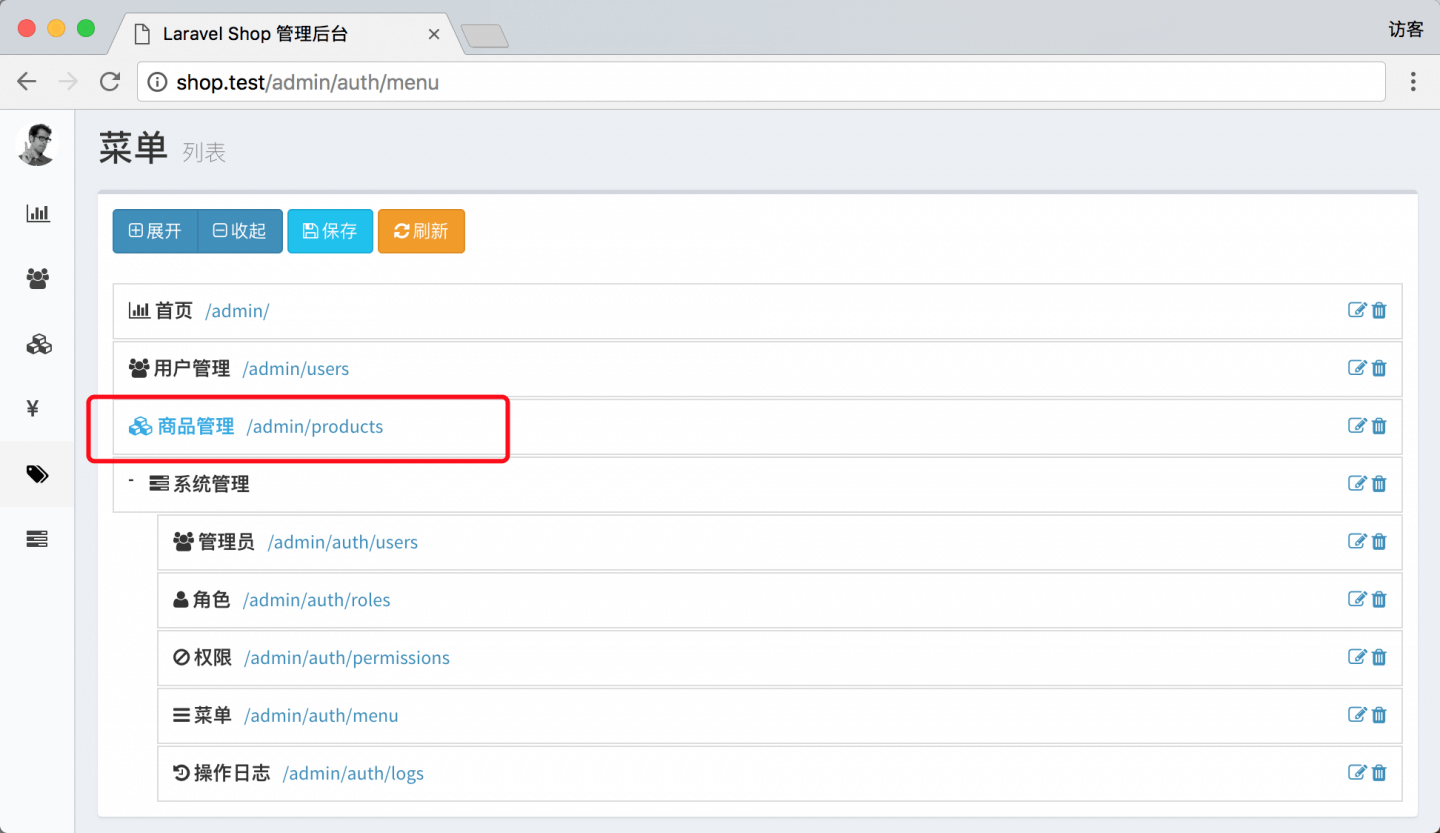 Laravel Shop 管理后台
访客
shop.test/admin/auth/menu
菜单 列表
展开 收起 保存 刷新
首页 /admin/
用户管理 /admin/users
商品管理 /admin/products
¥
- 系统管理
管理员 /admin/auth/users
角色 /admin/auth/roles
权限 /admin/auth/permissions
菜单 /admin/auth/menu
操作日志 /admin/auth/logs